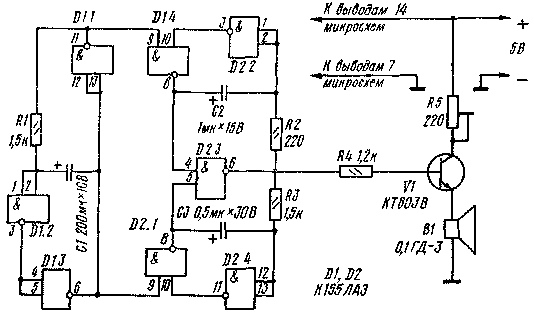 D1.1
D1.4
3
&
1
2
D2.2
К выводам 14
микросхем
+
5В
11
&
12
13
9
10
&
8
К выводам 7
микросхем
−
R1
1,5к
+
C2
1мк×15В
R2
220
R5
220
D2.3
4
5
&
6
R4 1,2к
V1
КТ603В
1
2
&
3
D1.2
+
C1 200мк×10В
C3 0,5мк×30В
+
R3
1,5к
В1
0,1ГД-3
D2.1
8
&
9
10
D1.3
4
5
&
6
D2.4
&
11
12
13
D1, D2
К155ЛА3